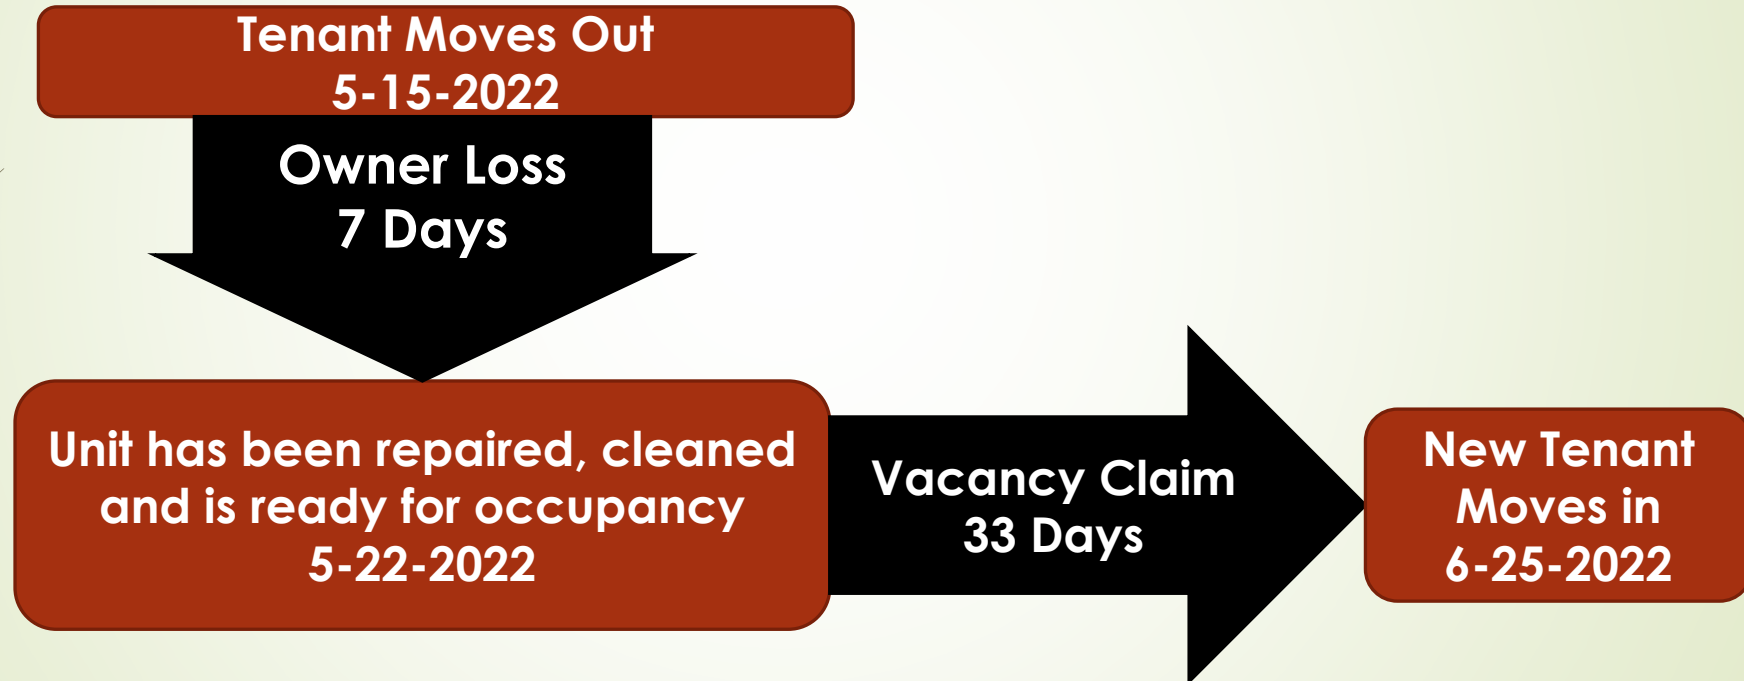 Tenant Moves Out
5-15-2022
Owner Loss
7 Days
Unit has been repaired, cleaned
and is ready for occupancy
5-22-2022
Vacancy Claim
33 Days
New Tenant
Moves in
6-25-2022